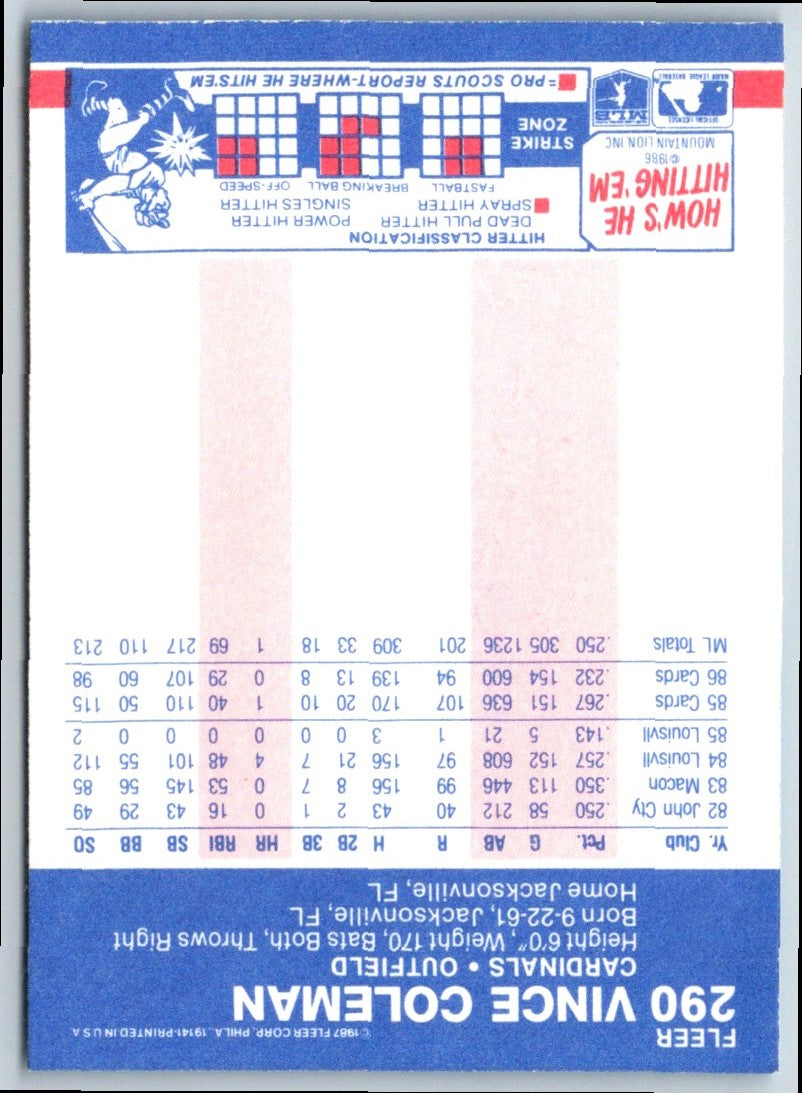 FLEER
©1987 FLEER CORP. PHILA., 19141-PRINTED IN U S A
290 VINCE COLEMAN
CARDINALS • OUTFIELD
Height 6'0", Weight 170, Bats Both, Throws Right
Born 9-22-61, Jacksonville, FL
Home Jacksonville, FL
Yr. Club Pct. G AB R H 2B 3B HR RBI SB BB SO
82 John Cty .250 58 212 40 43 2 1 0 16 43 29 49
83 Macon .350 113 446 99 156 8 7 0 53 145 56 85
84 Louisvll .257 152 608 97 156 21 7 4 48 101 55 112
85 Louisvll .143 5 21 1 3 0 0 0 0 0 0 2
85 Cards .267 151 636 107 170 20 10 1 40 110 50 115
86 Cards .232 154 600 94 139 13 8 0 29 107 60 98
ML Totals .250 305 1236 201 309 33 18 1 69 217 110 213
HOW'S HE
HITTING 'EM
©1986
MOUNTAIN LION INC
OFFICIAL LICENSEE
MAJOR LEAGUE BASEBALL
MLB
HITTER CLASSIFICATION
DEAD PULL HITTER POWER HITTER
SPRAY HITTER SINGLES HITTER
FASTBALL BREAKING BALL OFF-SPEED
STRIKE
ZONE
=PRO SCOUTS REPORT-WHERE HE HITS'EM